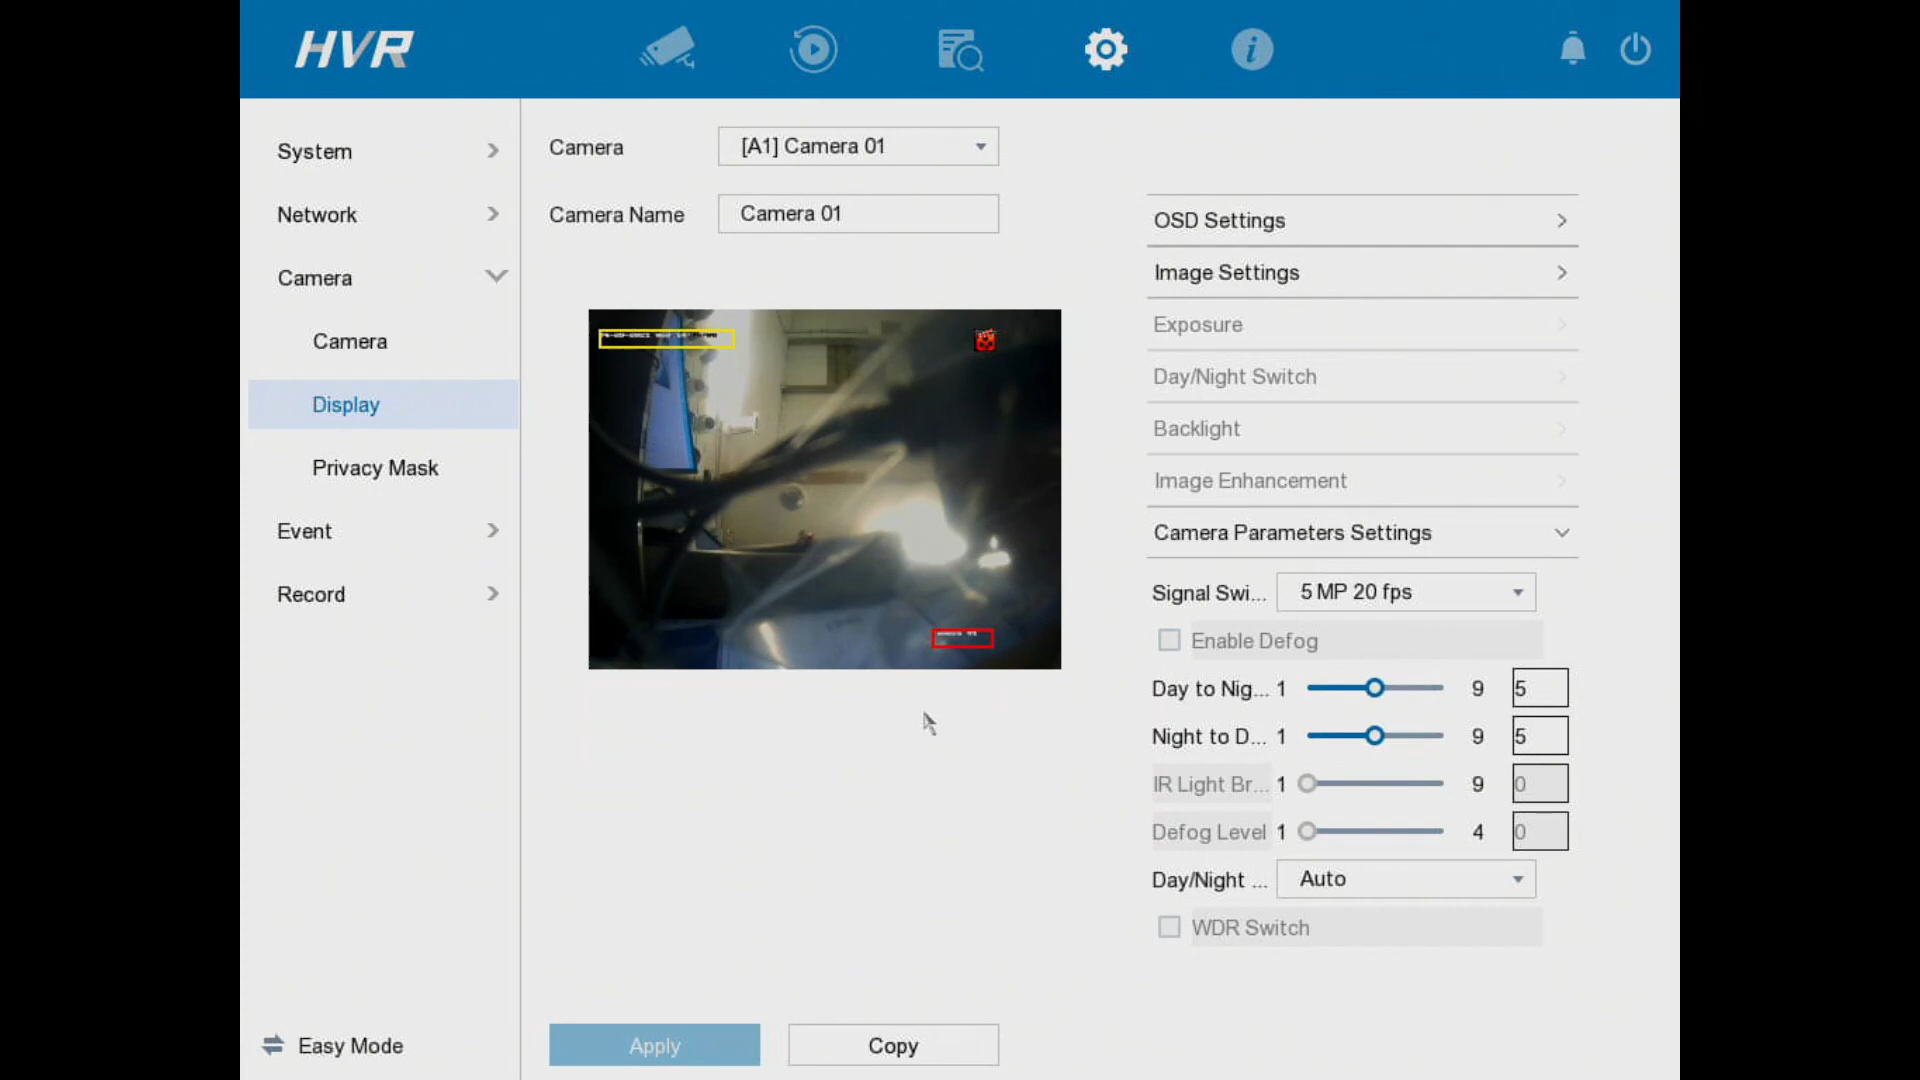 HVR
System
Network
Camera
Camera
Display
Privacy Mask
Event
Record
Easy Mode
Camera
[A1] Camera 01
Camera Name
Camera 01
OSD Settings
Image Settings
Exposure
Day/Night Switch
Backlight
Image Enhancement
Camera Parameters Settings
Signal Swi... 5 MP 20 fps
Enable Defog
Day to Nig... 1 9 5
Night to D... 1 9 5
IR Light Br... 1 9 0
Defog Level 1 4 0
Day/Night ... Auto
WDR Switch
Apply
Copy